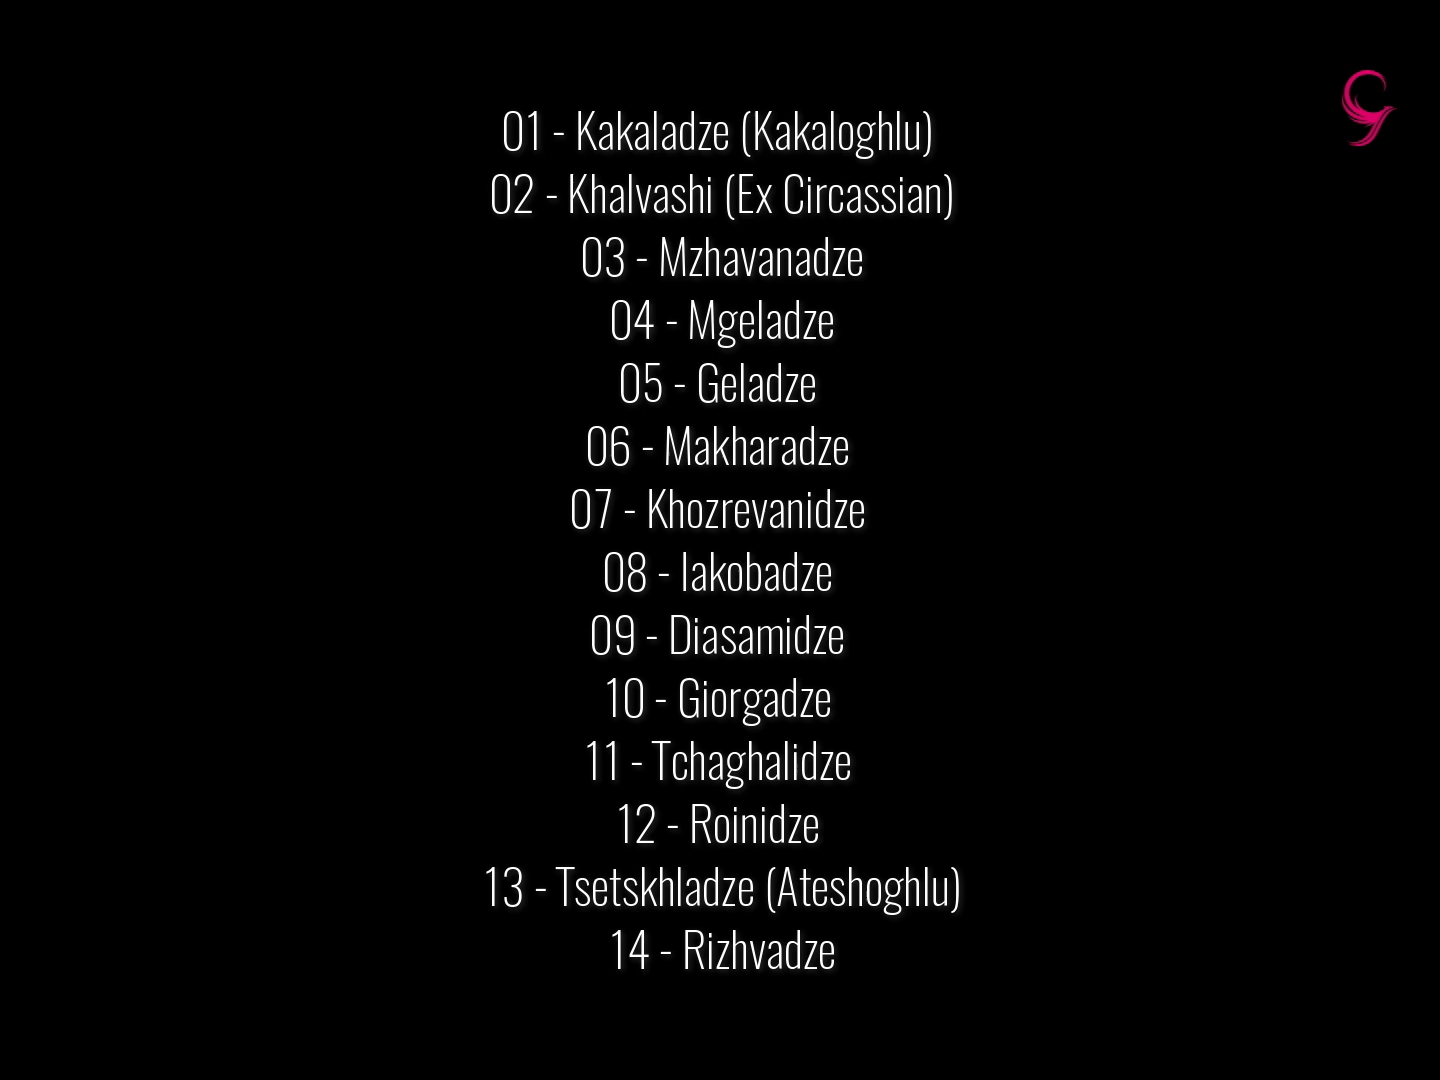 01 - Kakaladze (Kakaloghlu)
02 - Khalvashi (Ex Circassian)
03 - Mzhavanadze
04 - Mgeladze
05 - Geladze
06 - Makharadze
07 - Khozrevanidze
08 - Iakobadze
09 - Diasamidze
10 - Giorgadze
11 - Tchaghalidze
12 - Roinidze
13 - Tsetskhladze (Ateshoghlu)
14 - Rizhvadze